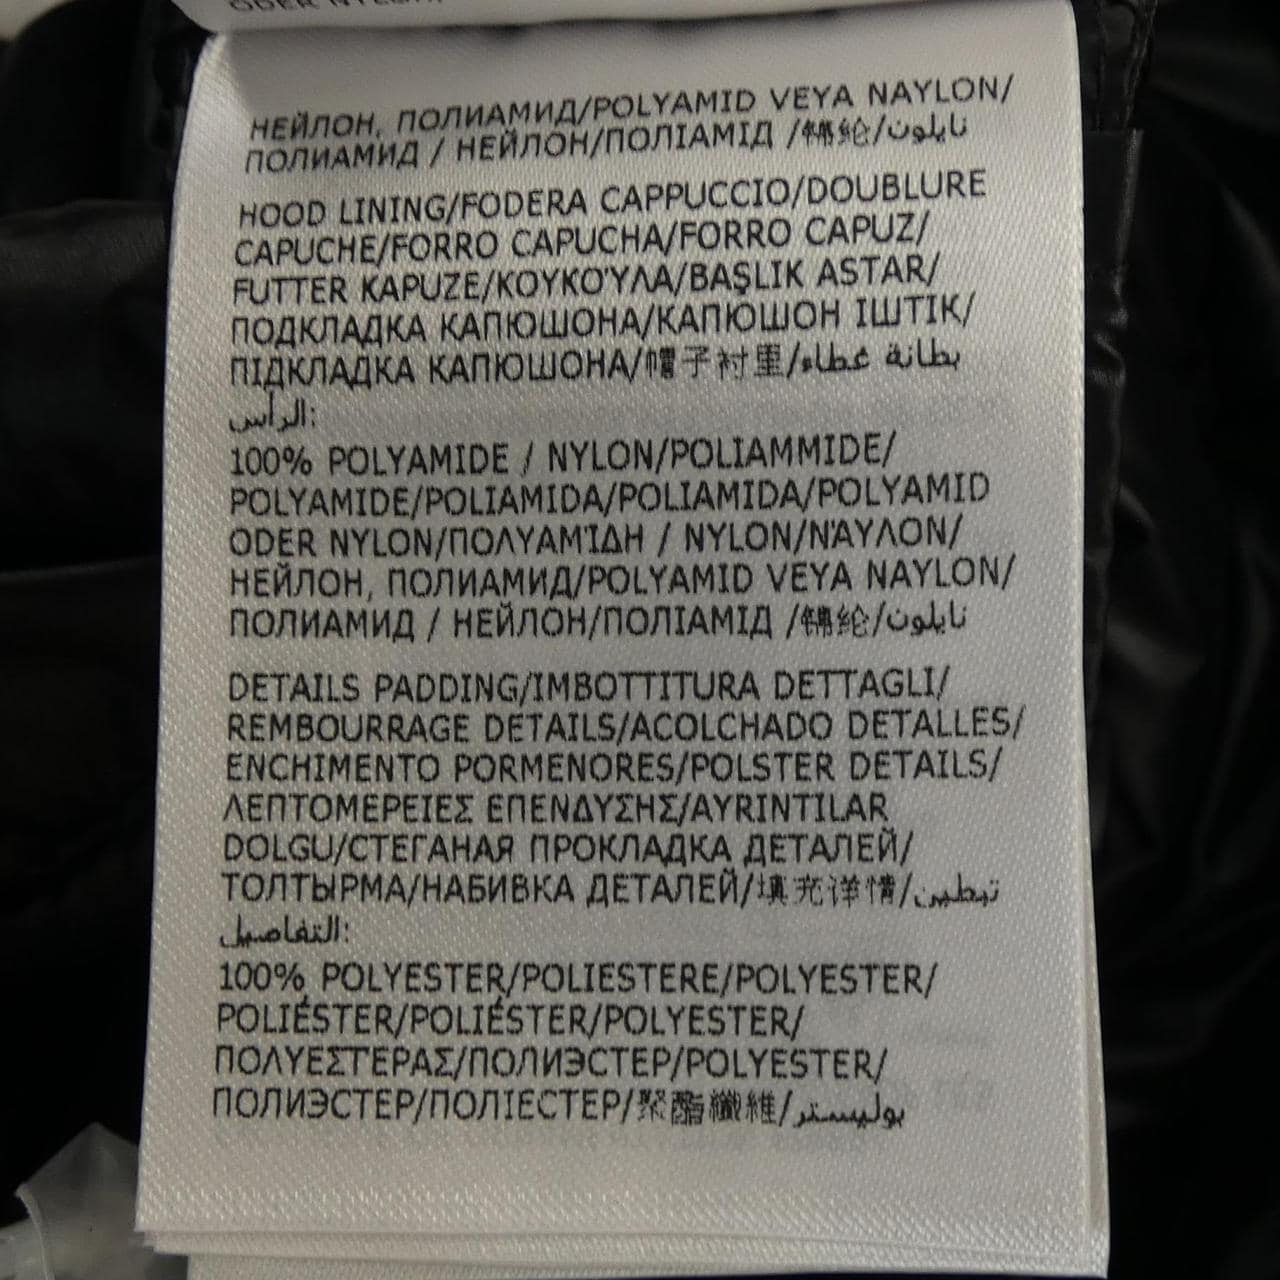 ODER NYLON/
НЕЙЛОН, ПОЛИАМИД/POLYAMID VEYA NAYLON/
ПОЛИАМИД / НЕЙЛОН/ПОЛІАМІД /锦纶/نايلون
HOOD LINING/FODERA CAPPUCCIO/DOUBLURE
CAPUCHE/FORRO CAPUCHA/FORRO CAPUZ/
FUTTER KAPUZE/ΚΟΥΚΟΎΛΑ/BAŞLIK ASTAR/
ПОДКЛАДКА КАПЮШОНА/КАПЮШОН ІШТІК/
ПІДКЛАДКА КАПЮШОНА/帽子衬里/بطانة غطاء
الرأس:
100% POLYAMIDE / NYLON/POLIAMMIDE/
POLYAMIDE/POLIAMIDA/POLIAMIDA/POLYAMID
ODER NYLON/ΠΟΛΥΑΜΊΔΗ / NYLON/ΝΆΥΛΟΝ/
НЕЙЛОН, ПОЛИАМИД/POLYAMID VEYA NAYLON/
ПОЛИАМИД / НЕЙЛОН/ПОЛІАМІД /锦纶/نايلون
DETAILS PADDING/IMBOTTITURA DETTAGLI/
REMBOURRAGE DETAILS/ACOLCHADO DETALLES/
ENCHIMENTO PORMENORES/POLSTER DETAILS/
ΛΕΠΤΟΜΕΡΕΙΕΣ ΕΠΕΝΔΥΣΗΣ/AYRINTILAR
DOLGU/СТЕГАНАЯ ПРОКЛАДКА ДЕТАЛЕЙ/
ТОЛТЫРМА/НАБИВКА ДЕТАЛЕЙ/填充详情/تبطين
التفاصيل:
100% POLYESTER/POLIESTERE/POLYESTER/
POLIÉSTER/POLIÉSTER/POLYESTER/
ΠΟΛΥΕΣΤΕΡΑΣ/ПОЛИЭСТЕР/POLYESTER/
ПОЛИЭСТЕР/ПОЛІЕСТЕР/聚酯纖維/بوليستر